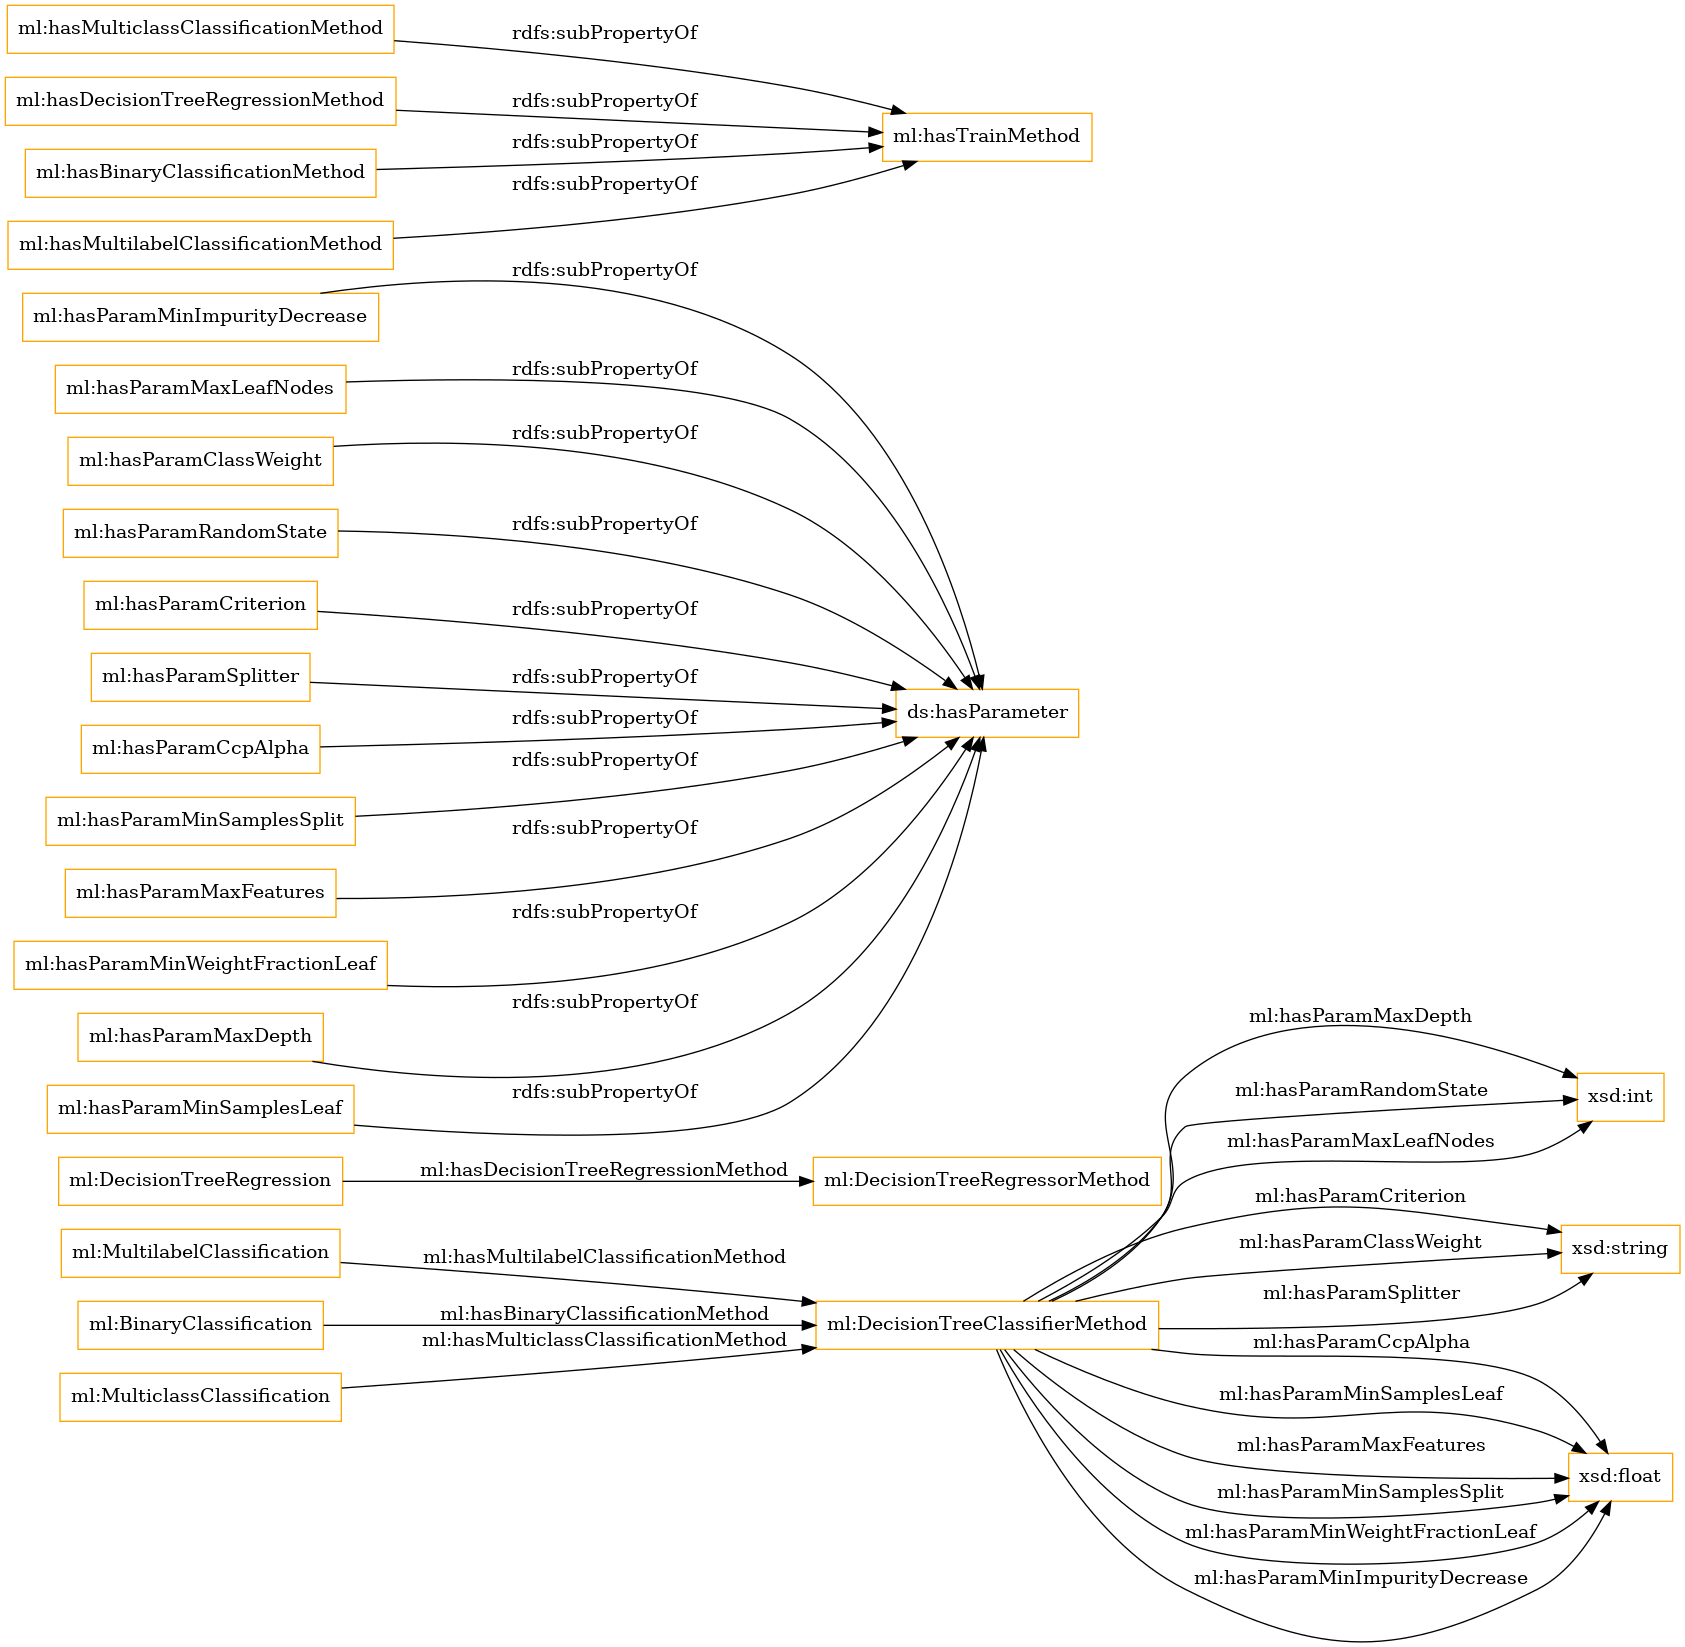 ml:hasMulticlassClassificationMethod
rdfs:subPropertyOf
ml:hasDecisionTreeRegressionMethod
rdfs:subPropertyOf
ml:hasTrainMethod
rdfs:subPropertyOf
ml:hasBinaryClassificationMethod
rdfs:subPropertyOf
ml:hasMultilabelClassificationMethod
rdfs:subPropertyOf
ml:hasParamMinImpurityDecrease
rdfs:subPropertyOf
ml:hasParamMaxLeafNodes
rdfs:subPropertyOf
ml:hasParamClassWeight
rdfs:subPropertyOf
ml:hasParamRandomState
rdfs:subPropertyOf
ml:hasParamCriterion
rdfs:subPropertyOf
ml:hasParamSplitter
ds:hasParameter
rdfs:subPropertyOf
ml:hasParamCcpAlpha
rdfs:subPropertyOf
ml:hasParamMinSamplesSplit
rdfs:subPropertyOf
ml:hasParamMaxFeatures
rdfs:subPropertyOf
ml:hasParamMinWeightFractionLeaf
rdfs:subPropertyOf
ml:hasParamMaxDepth
rdfs:subPropertyOf
ml:hasParamMinSamplesLeaf
ml:hasParamMaxDepth
ml:hasParamRandomState
xsd:int
ml:hasParamMaxLeafNodes
ml:DecisionTreeRegression
ml:hasDecisionTreeRegressionMethod
ml:DecisionTreeRegressorMethod
ml:hasParamCriterion
ml:MultilabelClassification
ml:hasMultilabelClassificationMethod
ml:hasParamClassWeight
xsd:string
ml:hasParamSplitter
ml:BinaryClassification
ml:hasBinaryClassificationMethod
ml:DecisionTreeClassifierMethod
ml:hasMulticlassClassificationMethod
ml:hasParamCcpAlpha
ml:MulticlassClassification
ml:hasParamMinSamplesLeaf
ml:hasParamMaxFeatures
xsd:float
ml:hasParamMinSamplesSplit
ml:hasParamMinWeightFractionLeaf
ml:hasParamMinImpurityDecrease